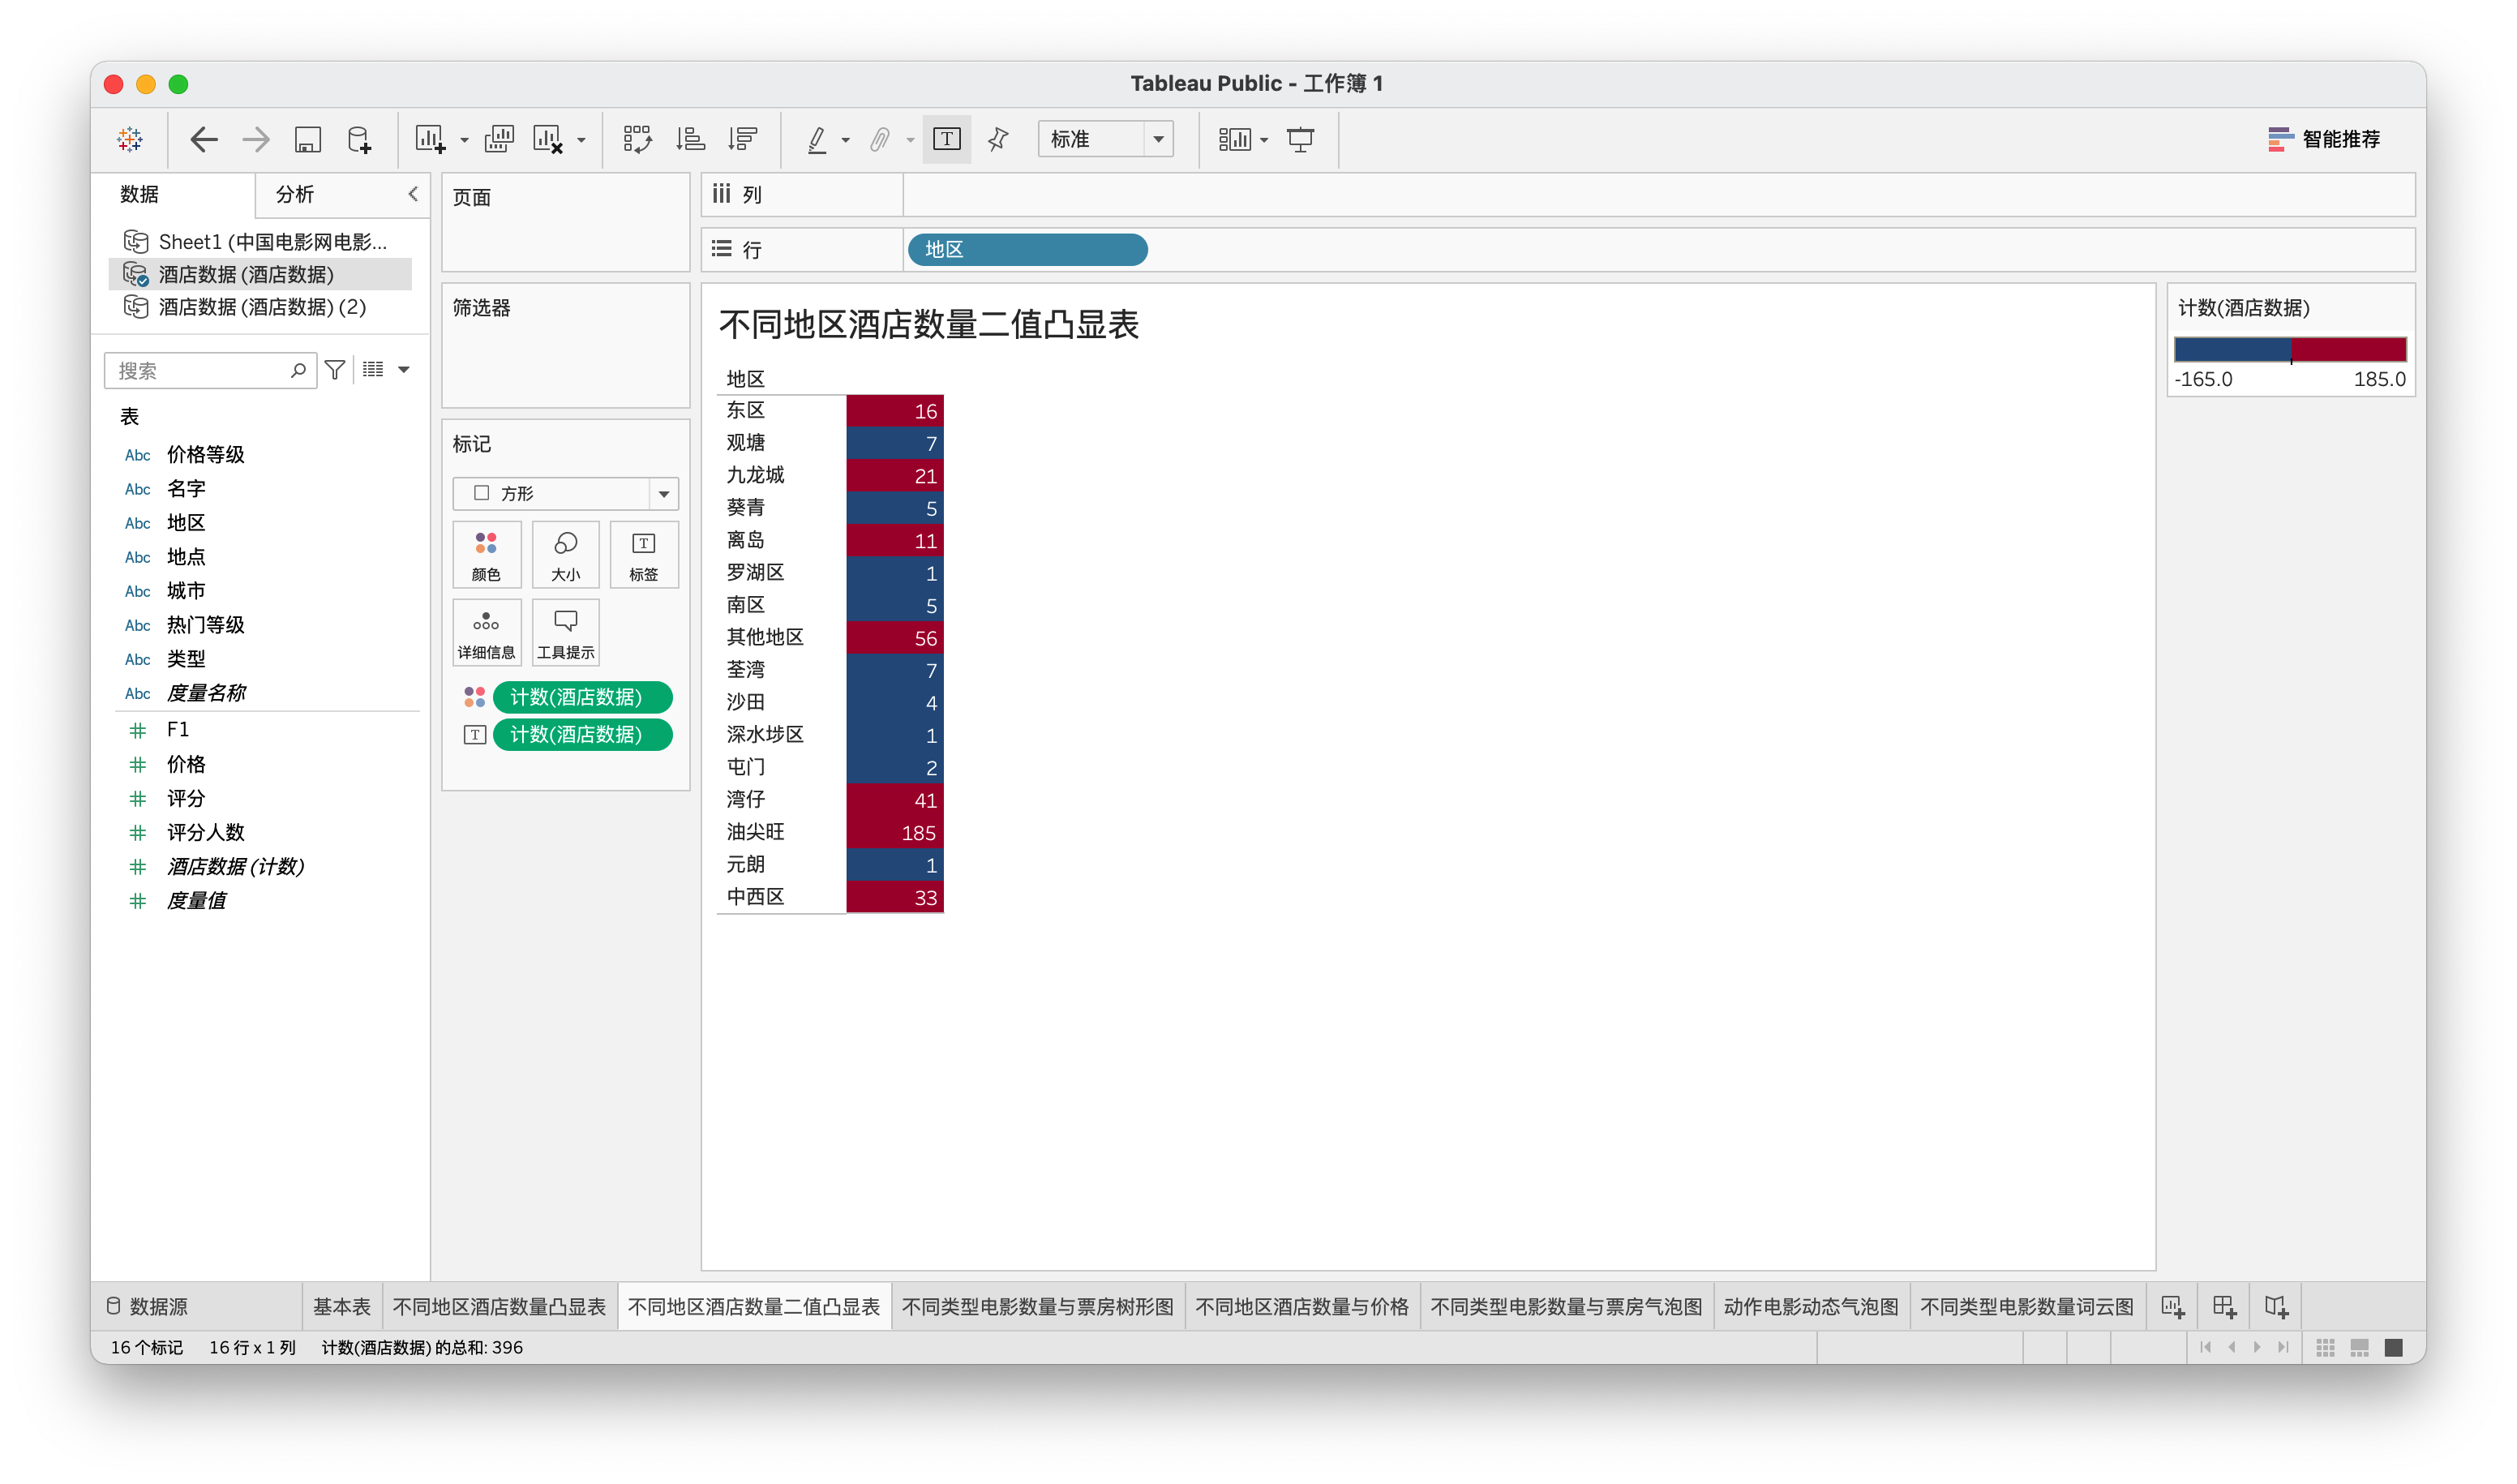 Tableau Public - 工作簿 1
标准
智能推荐
数据
分析
Sheet1 (中国电影网电影...
酒店数据 (酒店数据)
酒店数据 (酒店数据) (2)
搜索
表
Abc 价格等级
Abc 名字
Abc 地区
Abc 地点
Abc 城市
Abc 热门等级
Abc 类型
Abc 度量名称
F1
价格
评分
评分人数
酒店数据 (计数)
度量值
页面
筛选器
标记
方形
颜色
大小
T
标签
详细信息
工具提示
计数(酒店数据)
T 计数(酒店数据)
列
行
地区
不同地区酒店数量二值凸显表
地区
东区 16
观塘 7
九龙城 21
葵青 5
离岛 11
罗湖区 1
南区 5
其他地区 56
荃湾 7
沙田 4
深水埗区 1
屯门 2
湾仔 41
油尖旺 185
元朗 1
中西区 33
计数(酒店数据)
-165.0 185.0
数据源
基本表
不同地区酒店数量凸显表
不同地区酒店数量二值凸显表
不同类型电影数量与票房树形图
不同地区酒店数量与价格
不同类型电影数量与票房气泡图
动作电影动态气泡图
不同类型电影数量词云图
16 个标记 16 行 x 1 列 计数(酒店数据) 的总和: 396